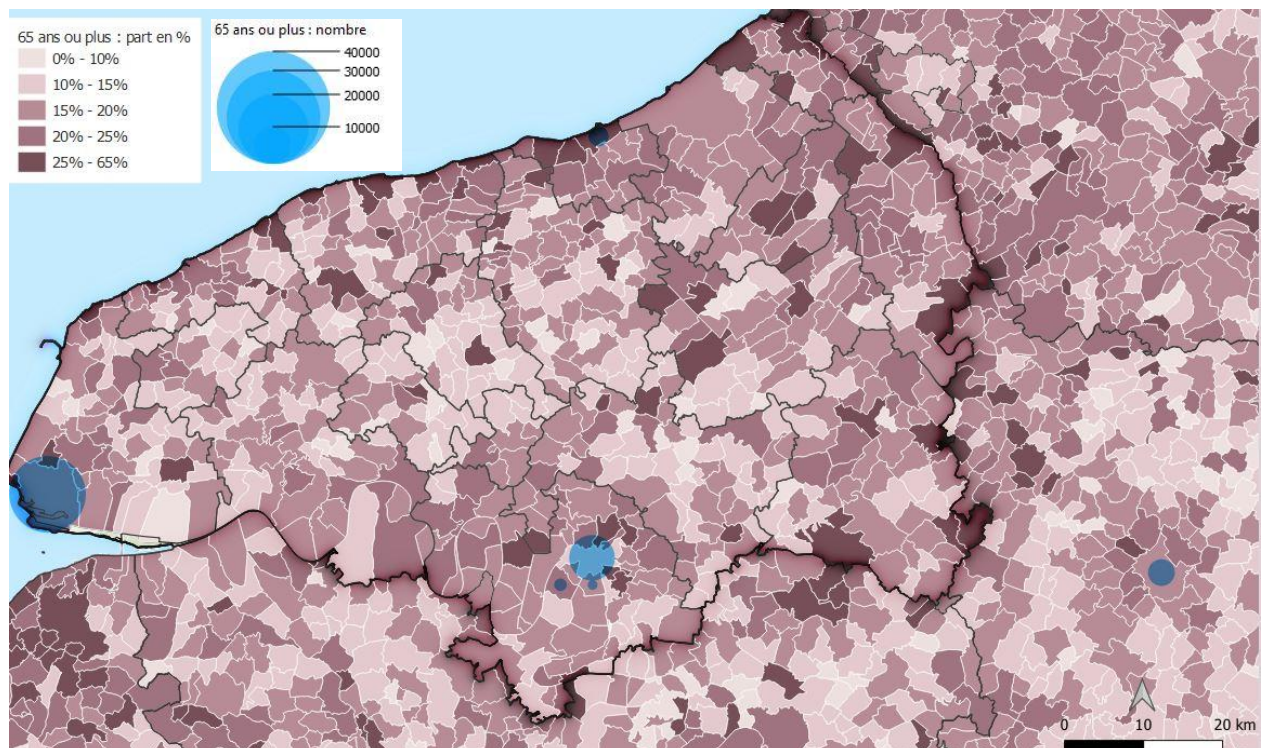 65 ans ou plus : part en %
0% - 10%
10% - 15%
15% - 20%
20% - 25%
25% - 65%
65 ans ou plus : nombre
40000
30000
20000
10000
0 10 20 km